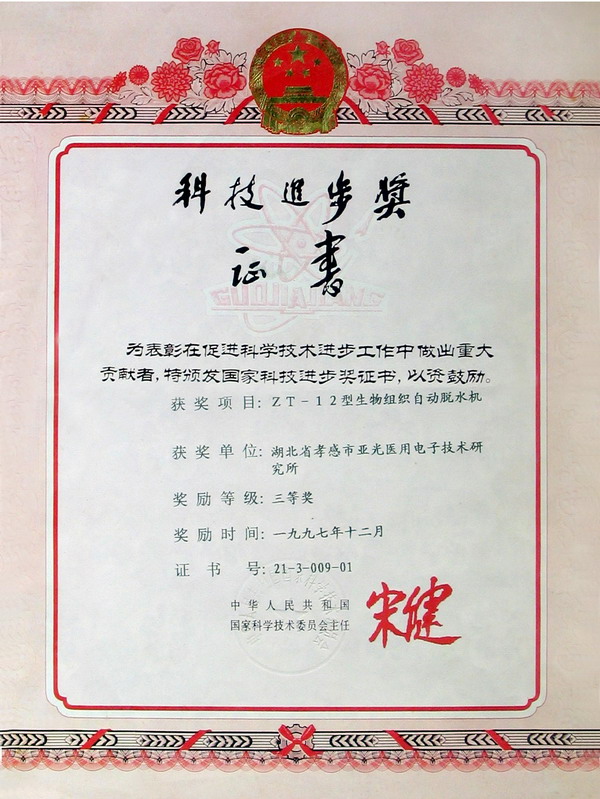 科技進步奬
证書
为表彰在促进科学技术进步工作中做出重大
贡献者，特颁发国家科技进步奖证书，以资鼓励。
获奖项目：ZT-12型生物组织自动脱水机
获奖单位：湖北省孝感市亚光医用电子技术研
究所
奖励等级：三等奖
奖励时间：一九九七年十二月
证书号：21-3-009-01
中华人民共和国
国家科学技术委员会主任
宋健